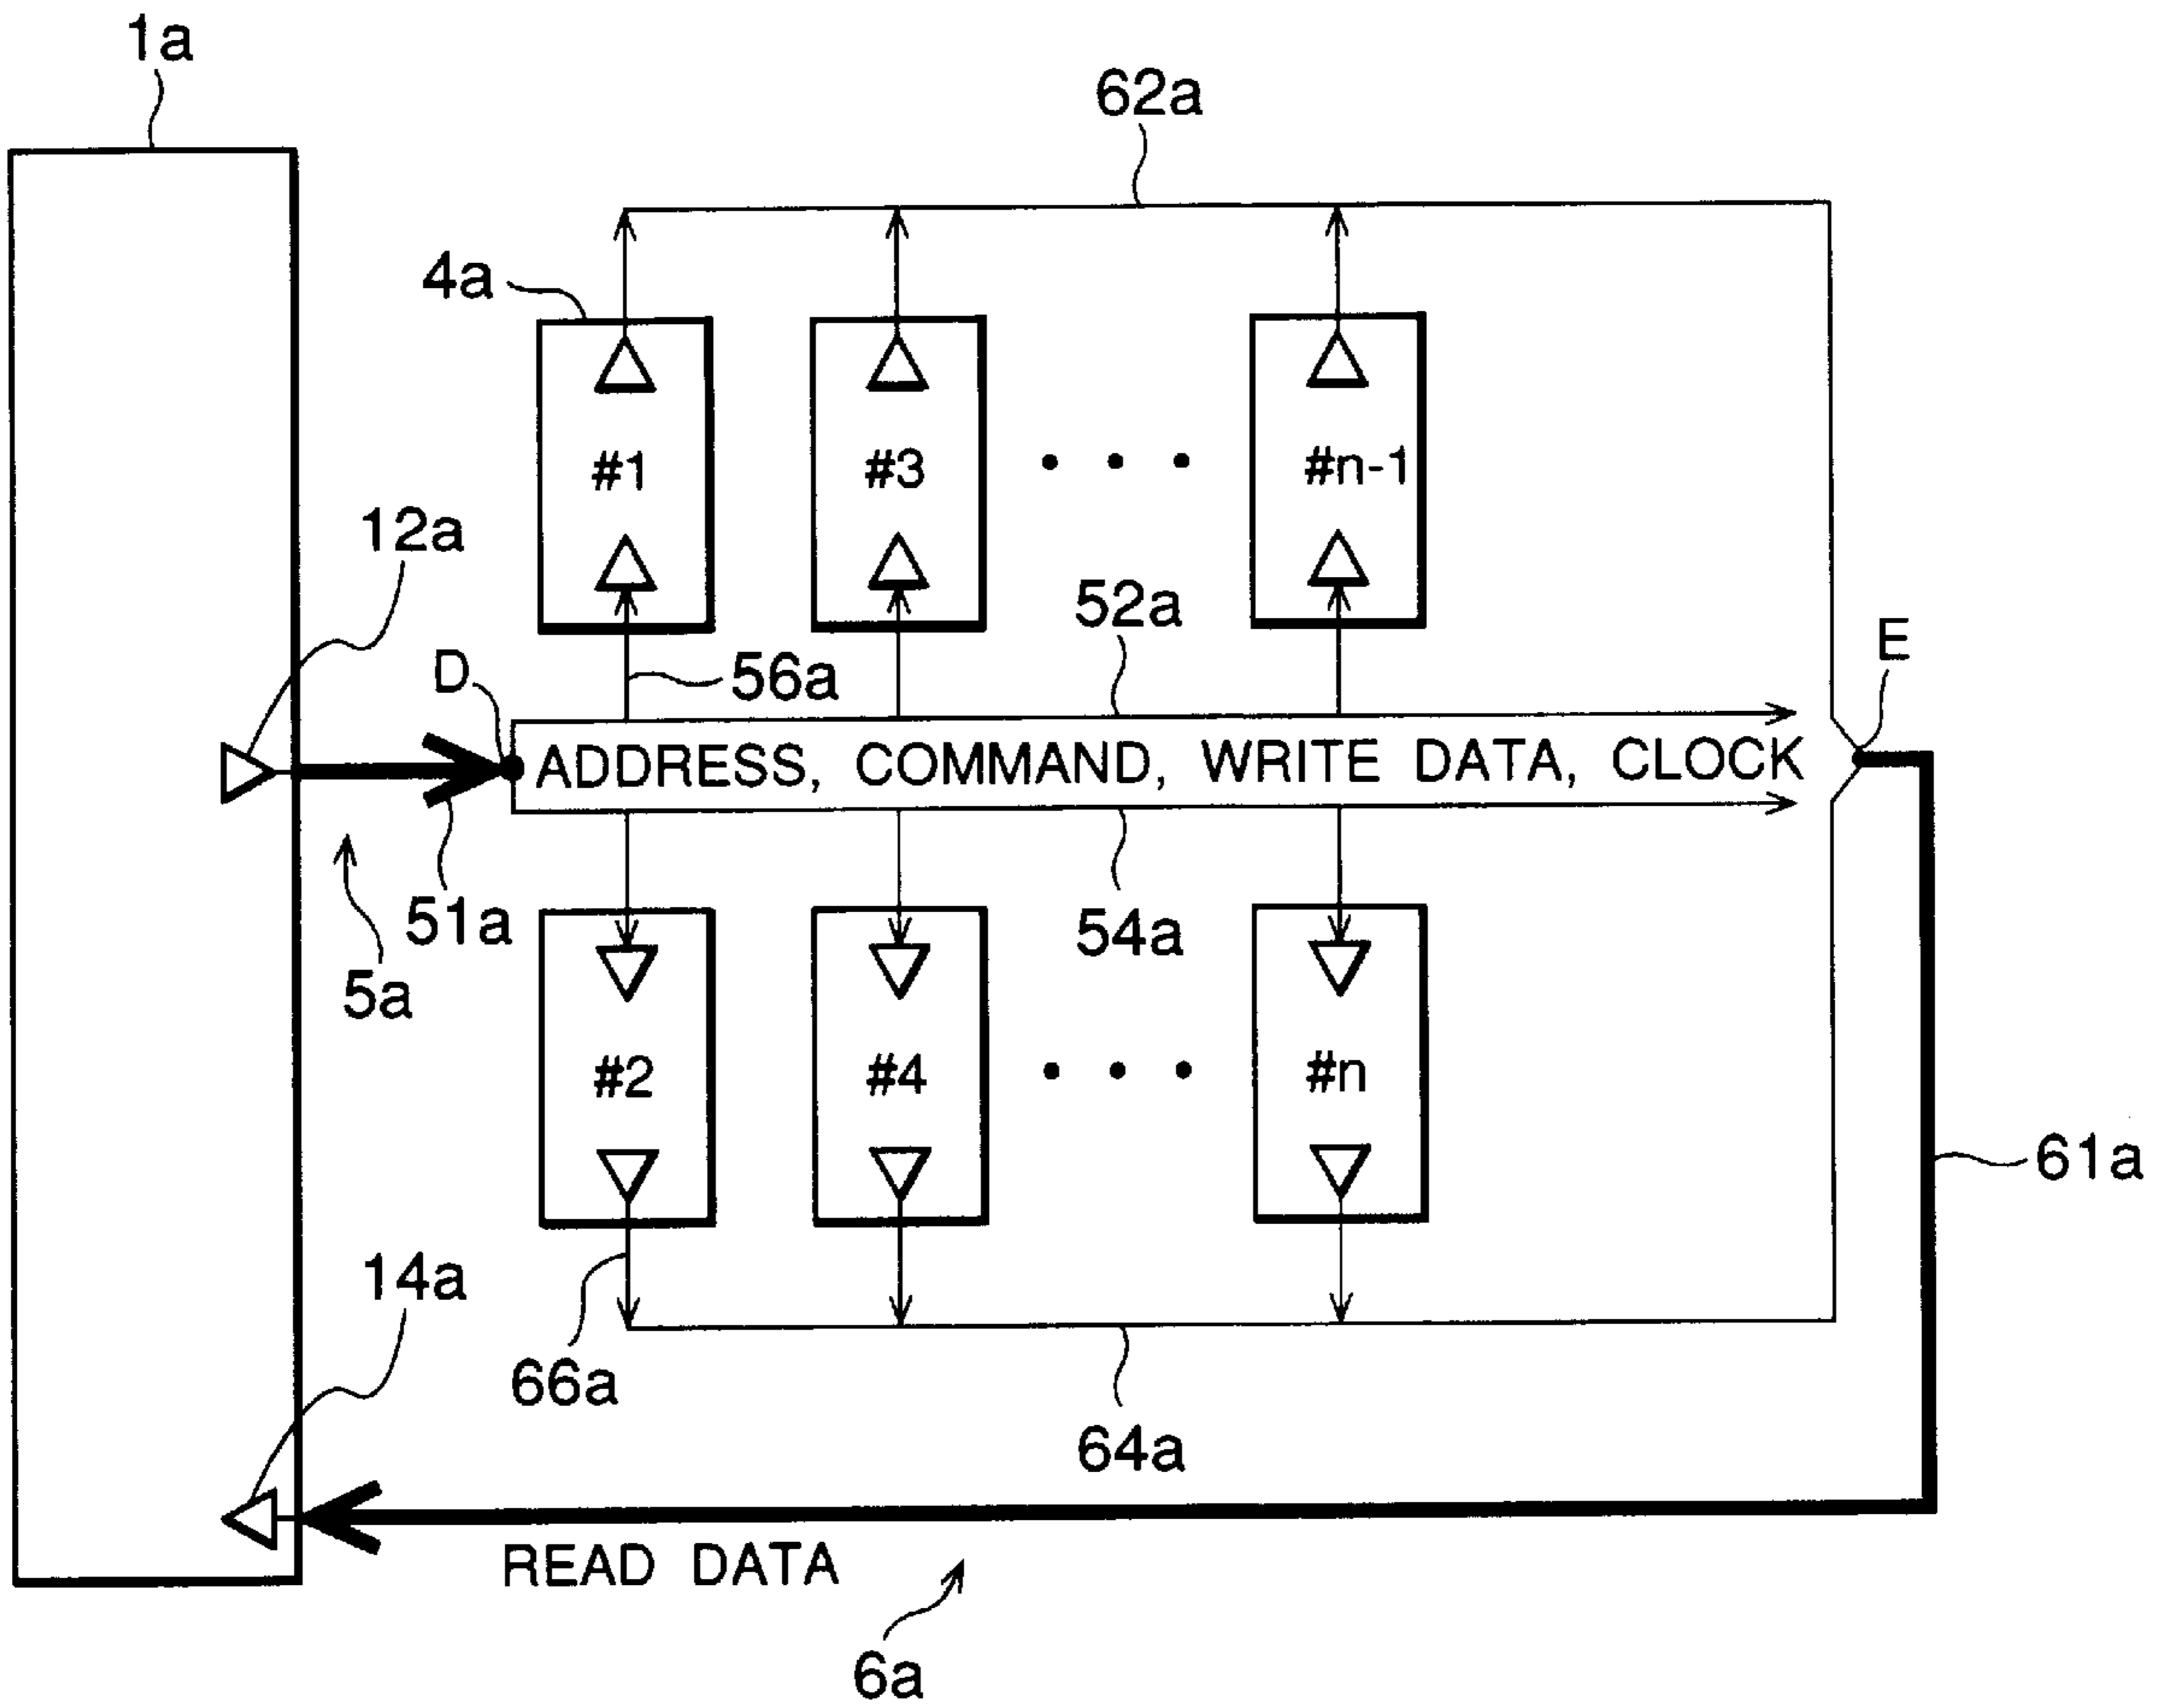 1a
62a
4a
#1
#3
#n-1
12a
52a
E
D
56a
ADDRESS, COMMAND, WRITE DATA, CLOCK
51a
54a
5a
#2
#4
#n
61a
14a
66a
64a
READ DATA
6a